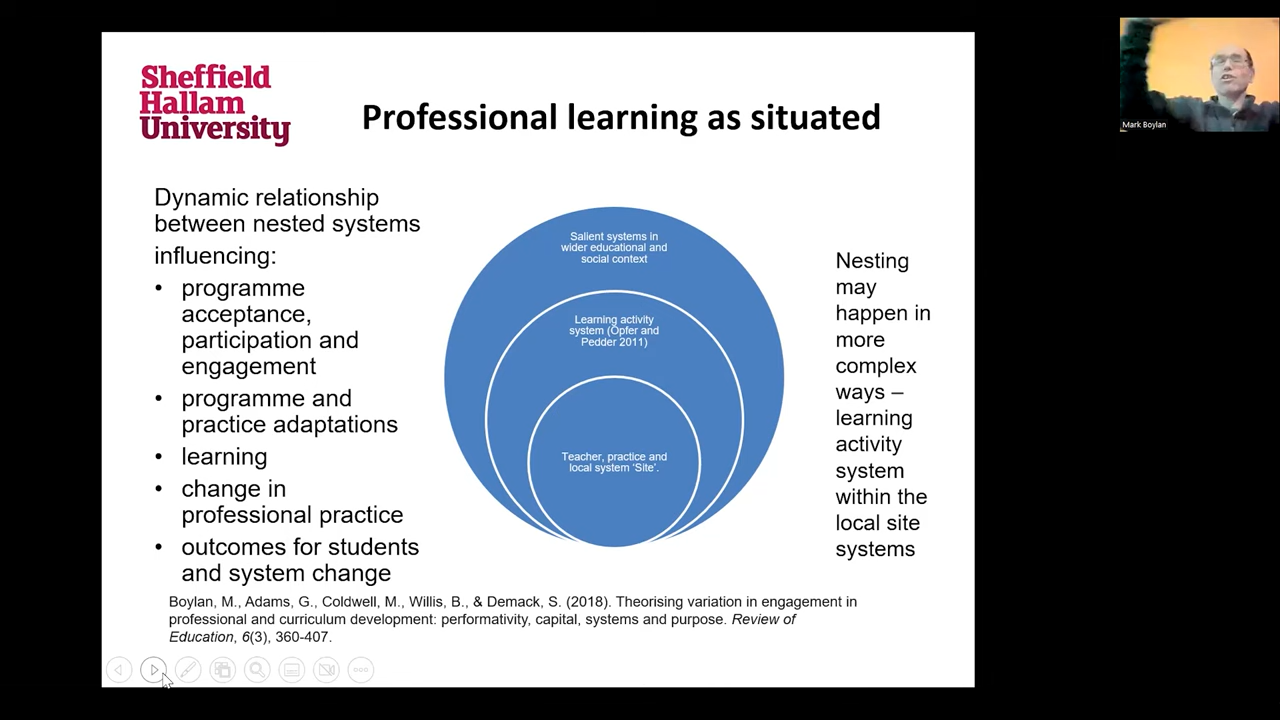 Sheffield
Hallam
University
Professional learning as situated
Dynamic relationship
between nested systems
influencing:
• programme
acceptance,
participation and
engagement
• programme and
practice adaptations
• learning
• change in
professional practice
• outcomes for students
and system change
Salient systems in
wider educational and
social context
Learning activity
system (Opfer and
Pedder 2011)
Teacher, practice and
local system ‘Site’.
Nesting
may
happen in
more
complex
ways –
learning
activity
system
within the
local site
systems
Boylan, M., Adams, G., Coldwell, M., Willis, B., & Demack, S. (2018). Theorising variation in engagement in
professional and curriculum development: performativity, capital, systems and purpose. Review of
Education, 6(3), 360-407.
Mark Boylan